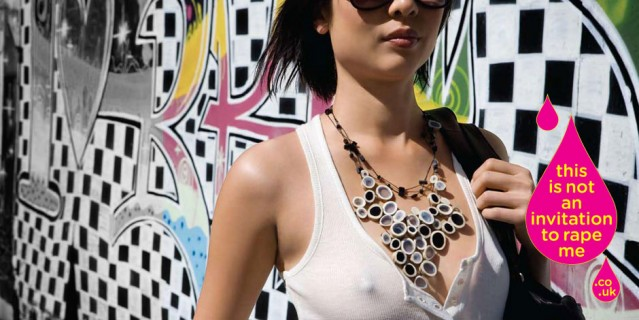 this
is not
an
invitation
to rape
me
.co
.uk